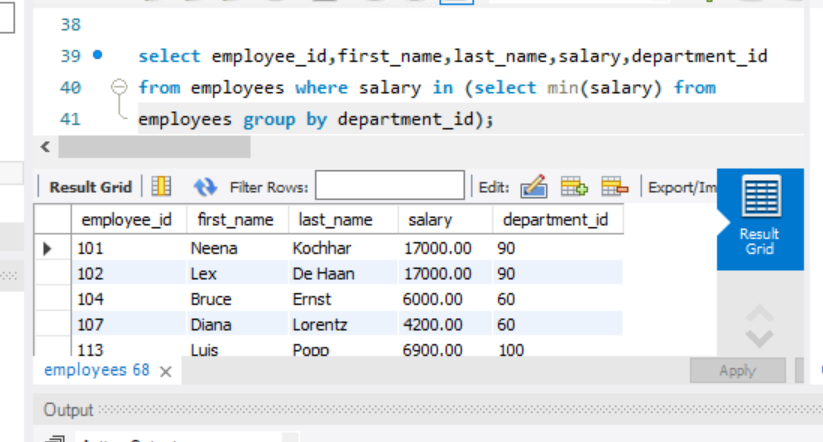 38
39 select employee_id,first_name,last_name,salary,department_id
40 from employees where salary in (select min(salary) from
41 employees group by department_id);
Result Grid Filter Rows: Edit: Export/Im
employee_id first_name last_name salary department_id
101 Neena Kochhar 17000.00 90
102 Lex De Haan 17000.00 90
104 Bruce Ernst 6000.00 60
107 Diana Lorentz 4200.00 60
113 Luis Popp 6900.00 100
Result
Grid
employees 68 Apply
Output